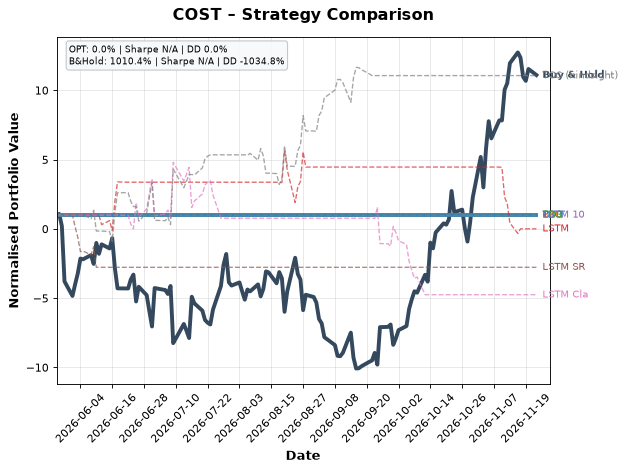 COST – Strategy Comparison
OPT: 0.0% | Sharpe N/A | DD 0.0%
B&Hold: 1010.4% | Sharpe N/A | DD -1034.8%
Normalised Portfolio Value
10
5
0
−5
−10
Buy & Hold
LSTM
LSTM SR
LSTM Cla
2026-06-04
2026-06-16
2026-06-28
2026-07-10
2026-07-22
2026-08-03
2026-08-15
2026-08-27
2026-09-08
2026-09-20
2026-10-02
2026-10-14
2026-10-26
2026-11-07
2026-11-19
Date